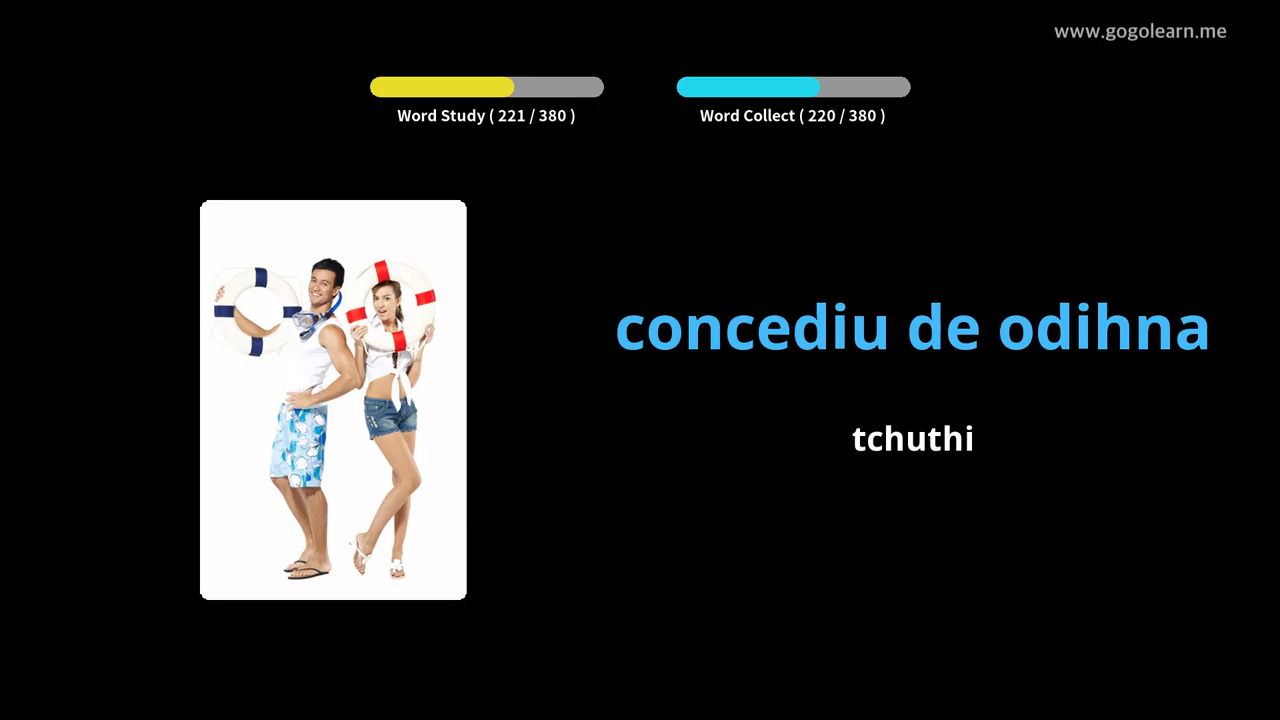 www.gogolearn.me
Word Study ( 221 / 380 )
Word Collect ( 220 / 380 )
concediu de odihna
tchuthi